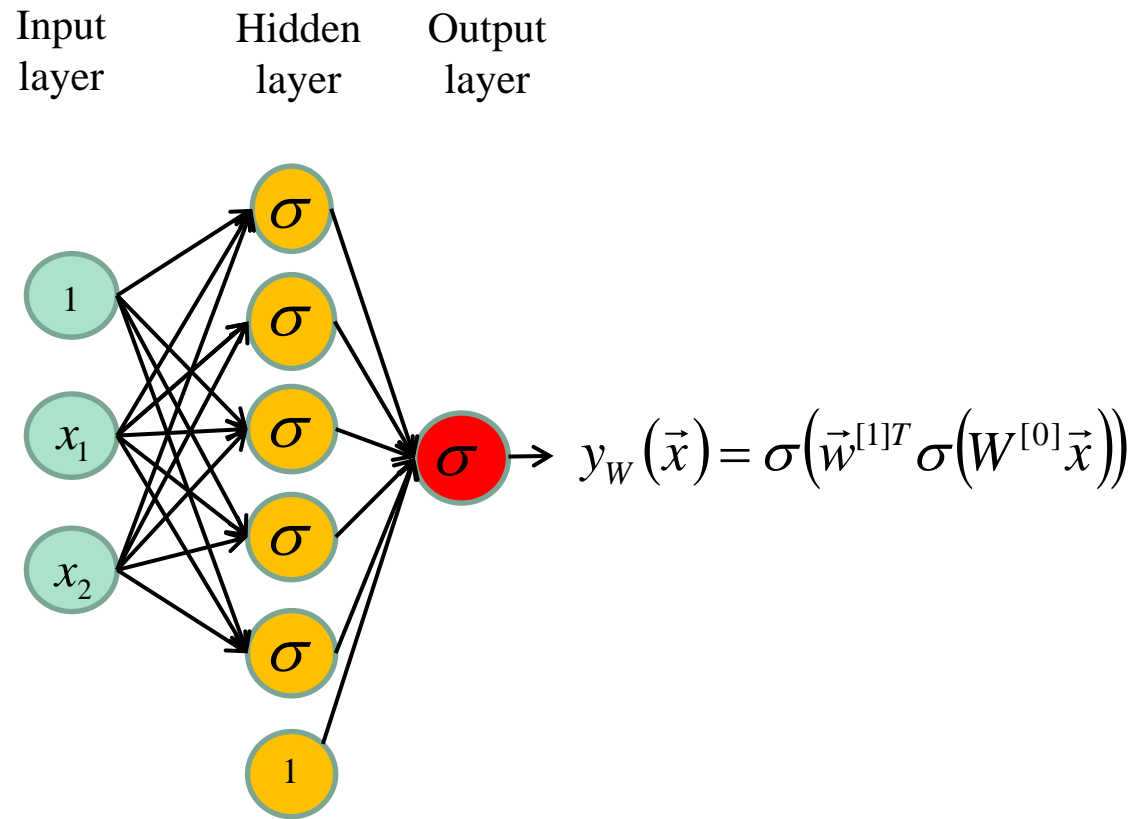 Input layer
Hidden layer
Output layer
σ
1
σ
x₁
σ
σ
y_W(x⃗) = σ(w⃗^{[1]T} σ(W^{[0]} x⃗))
σ
x₂
σ
1